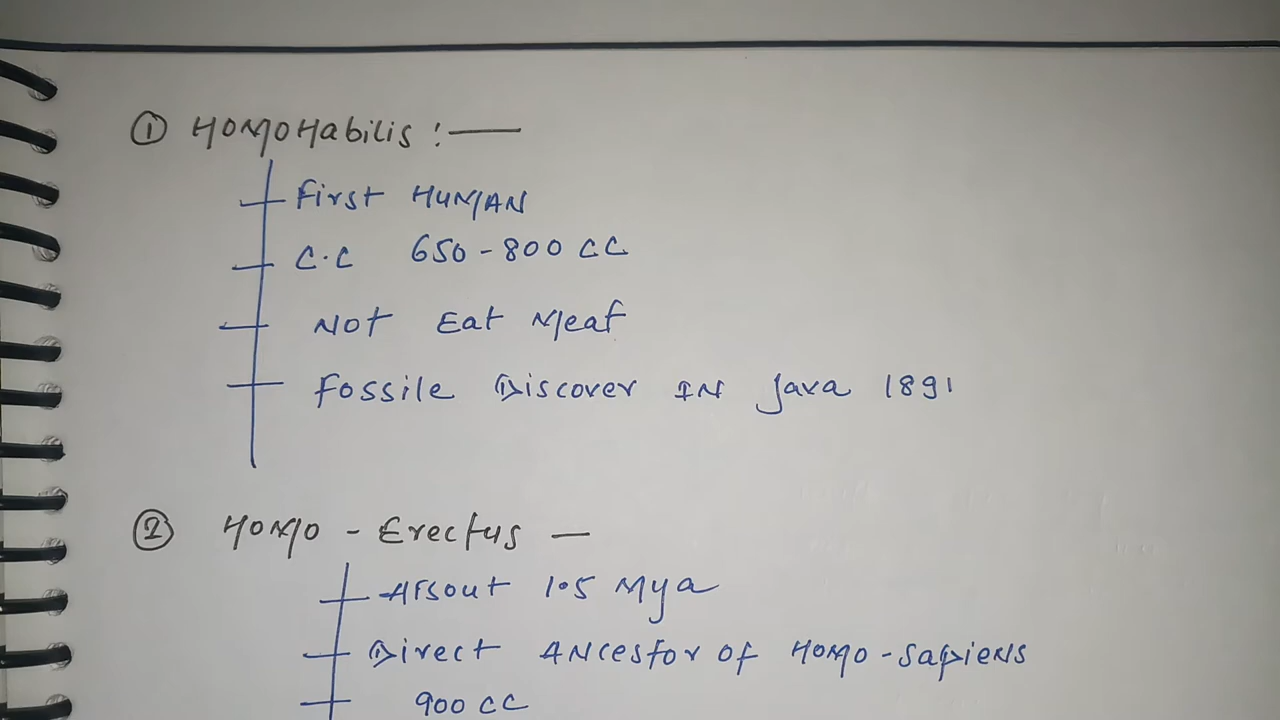 ① HomoHabilis :—
First HUMAN
C.C 650-800 CC
Not Eat Meat
Fossile Discover IN Java 1891
② Homo - Erectus —
About 1.5 Mya
Direct Ancestor of Homo-Sapiens
900 CC